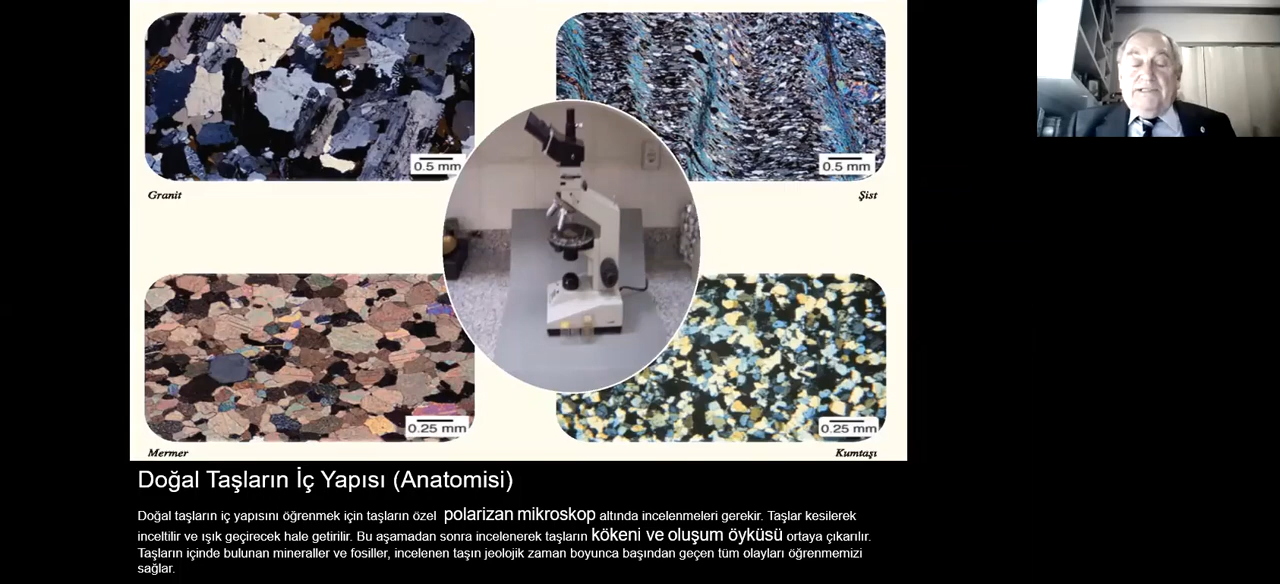 0.5 mm
0.5 mm
Granit
Şist
0.25 mm
0.25 mm
Mermer
Kumtaşı
Doğal Taşların İç Yapısı (Anatomisi)
Doğal taşların iç yapısını öğrenmek için taşların özel polarizan mikroskop altında incelenmeleri gerekir. Taşlar kesilerek
inceltilir ve ışık geçirecek hale getirilir. Bu aşamadan sonra incelenerek taşların kökeni ve oluşum öyküsü ortaya çıkarılır.
Taşların içinde bulunan mineraller ve fosiller, incelenen taşın jeolojik zaman boyunca başından geçen tüm olayları öğrenmemizi
sağlar.